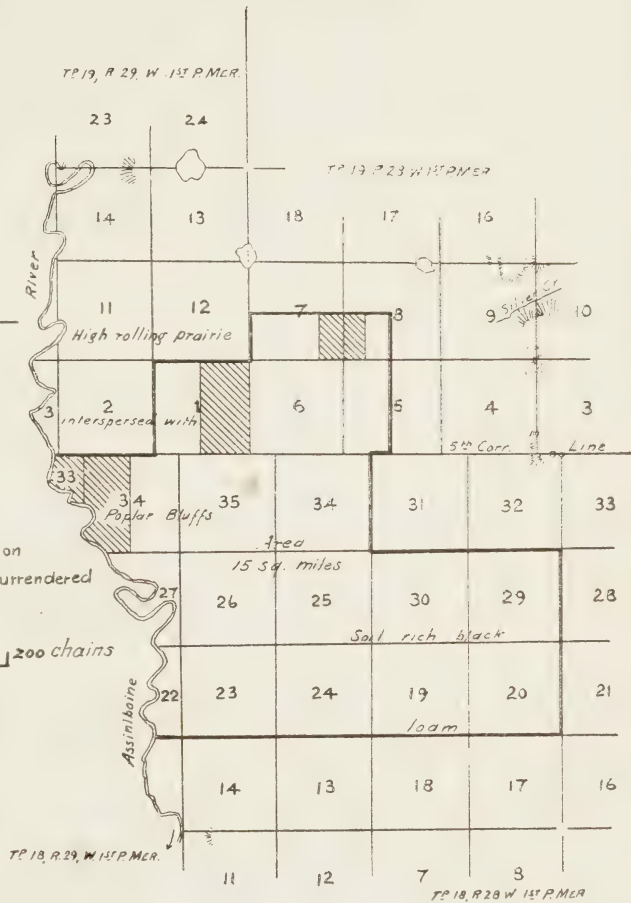 TP 19, R 29, W. 1ST P. MER.
23 24
TP 19 R 28 W 1ST P. MER
14 13 18 17 16
River
11 12 7 8 9 Silver Cr 10
High rolling prairie
3 2 1 6 5 4 3
interspersed with
5th Corr. Line
33 34 35 34 31 32 33
Poplar Bluffs
Area
15 sq. miles
on
urrendered
27 26 25 30 29 28
Soil rich black
200 chains
22 23 24 19 20 21
loam
Assiniboine
14 13 18 17 16
TP 18, R 29, W 1ST P. MER.
11 12 7 8
TP 18, R 28 W 1ST P. MER